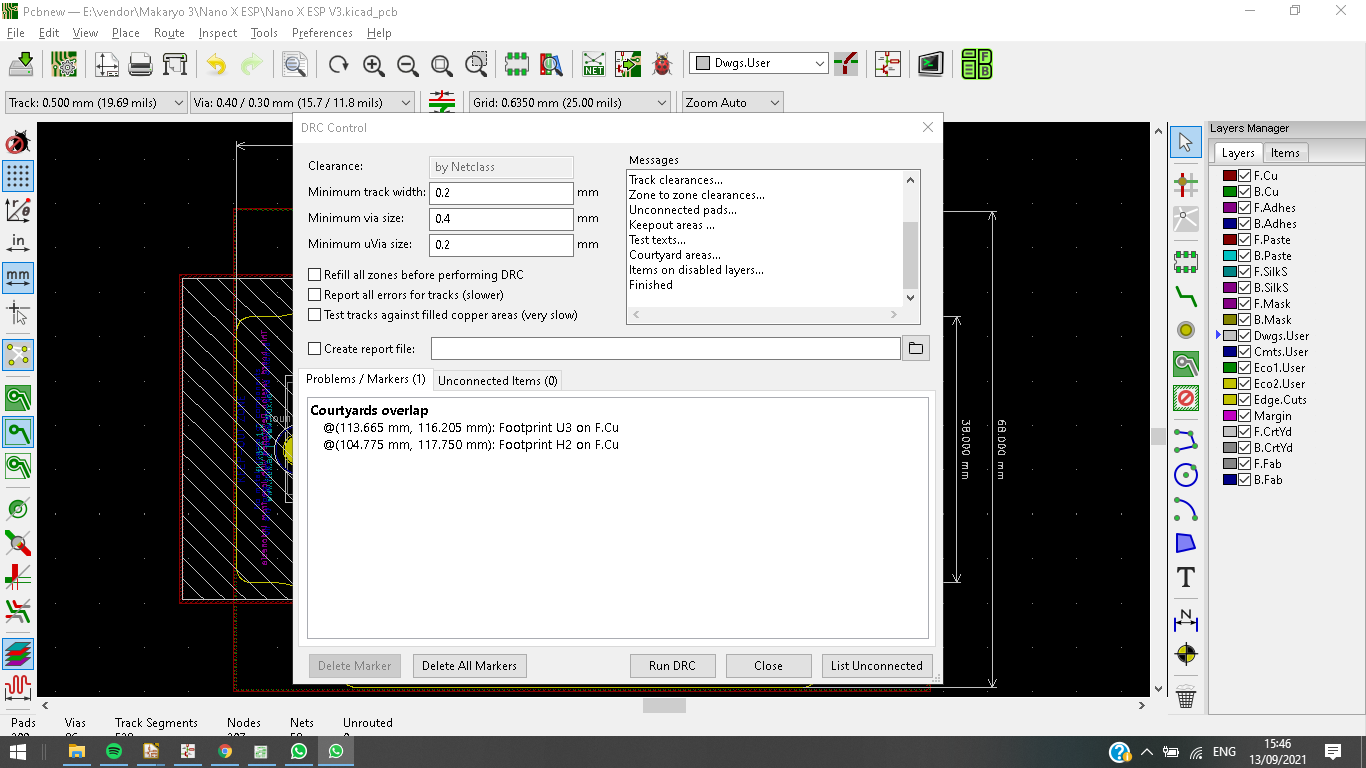 Pcbnew — E:\vendor\Makaryo 3\Nano X ESP\Nano X ESP V3.kicad_pcb
File Edit View Place Route Inspect Tools Preferences Help
NET
Dwgs.User
Track: 0.500 mm (19.69 mils)
Via: 0.40 / 0.30 mm (15.7 / 11.8 mils)
Grid: 0.6350 mm (25.00 mils)
Zoom Auto
in
mm
DRC Control
Clearance:
by Netclass
Minimum track width:
0.2
mm
Minimum via size:
0.4
mm
Minimum uVia size:
0.2
mm
Refill all zones before performing DRC
Report all errors for tracks (slower)
Test tracks against filled copper areas (very slow)
Create report file:
Messages
Track clearances...
Zone to zone clearances...
Unconnected pads...
Keepout areas ...
Test texts...
Courtyard areas...
Items on disabled layers...
Finished
Problems / Markers (1)
Unconnected Items (0)
Courtyards overlap
@(113.665 mm, 116.205 mm): Footprint U3 on F.Cu
@(104.775 mm, 117.750 mm): Footprint H2 on F.Cu
Delete Marker
Delete All Markers
Run DRC
Close
List Unconnected
38.000 mm
68.000 mm
Layers Manager
Layers
Items
F.Cu
B.Cu
F.Adhes
B.Adhes
F.Paste
B.Paste
F.SilkS
B.SilkS
F.Mask
B.Mask
Dwgs.User
Cmts.User
Eco1.User
Eco2.User
Edge.Cuts
Margin
F.CrtYd
B.CrtYd
F.Fab
B.Fab
T
N
Pads
Vias
Track Segments
Nodes
Nets
Unrouted
ENG
15:46
13/09/2021